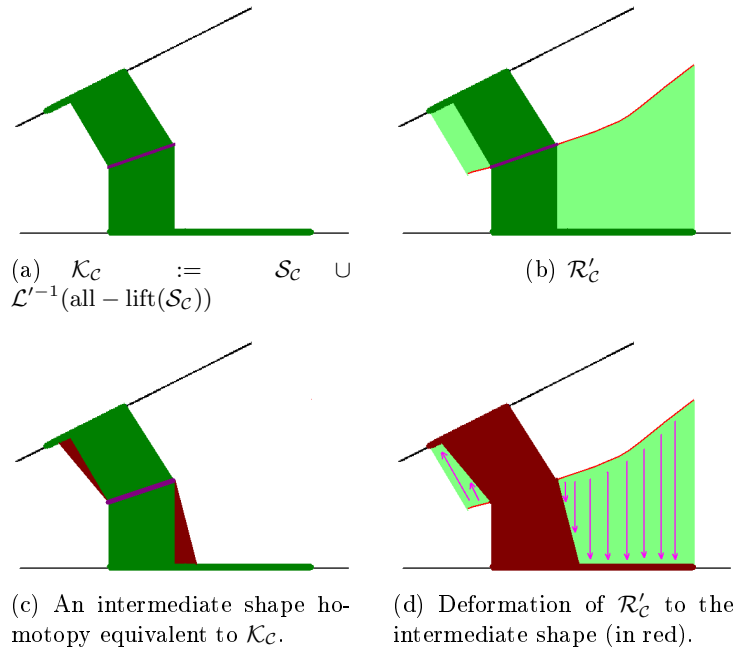 (a) 𝒦_𝒞 := 𝒮_𝒞 ∪
ℒ′⁻¹(all − lift(𝒮_𝒞))
(b) ℛ′_𝒞
(c) An intermediate shape ho-
motopy equivalent to 𝒦_𝒞.
(d) Deformation of ℛ′_𝒞 to the
intermediate shape (in red).